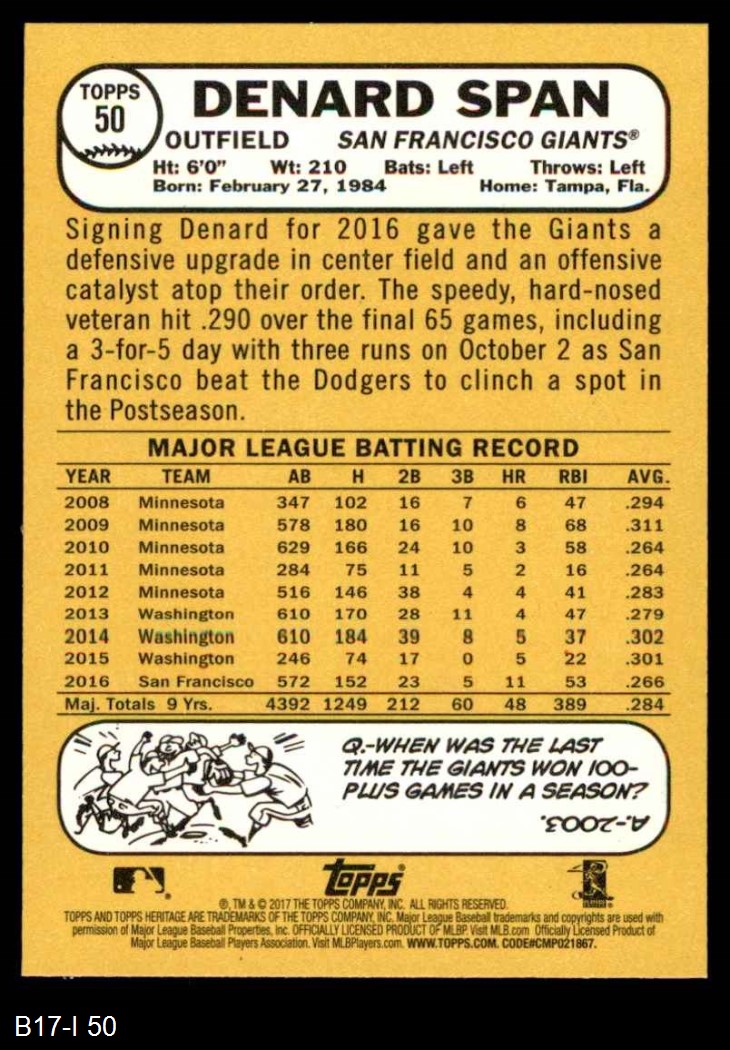 TOPPS
50
DENARD SPAN
OUTFIELD SAN FRANCISCO GIANTS®
Ht: 6'0" Wt: 210 Bats: Left Throws: Left
Born: February 27, 1984 Home: Tampa, Fla.
Signing Denard for 2016 gave the Giants a
defensive upgrade in center field and an offensive
catalyst atop their order. The speedy, hard-nosed
veteran hit .290 over the final 65 games, including
a 3-for-5 day with three runs on October 2 as San
Francisco beat the Dodgers to clinch a spot in
the Postseason.
MAJOR LEAGUE BATTING RECORD
YEAR TEAM AB H 2B 3B HR RBI AVG.
2008 Minnesota 347 102 16 7 6 47 .294
2009 Minnesota 578 180 16 10 8 68 .311
2010 Minnesota 629 166 24 10 3 58 .264
2011 Minnesota 284 75 11 5 2 16 .264
2012 Minnesota 516 146 38 4 4 41 .283
2013 Washington 610 170 28 11 4 47 .279
2014 Washington 610 184 39 8 5 37 .302
2015 Washington 246 74 17 0 5 22 .301
2016 San Francisco 572 152 23 5 11 53 .266
Maj. Totals 9 Yrs. 4392 1249 212 60 48 389 .284
Q.-WHEN WAS THE LAST
TIME THE GIANTS WON 100-
PLUS GAMES IN A SEASON?
A.-2003.
Topps®
®, TM & © 2017 THE TOPPS COMPANY, INC. ALL RIGHTS RESERVED.
TOPPS AND TOPPS HERITAGE ARE TRADEMARKS OF THE TOPPS COMPANY, INC. Major League Baseball trademarks and copyrights are used with
permission of Major League Baseball Properties, Inc. OFFICIALLY LICENSED PRODUCT OF MLBP Visit MLB.com Officially Licensed Product of
Major League Baseball Players Association. Visit MLBPlayers.com. WWW.TOPPS.COM. CODE#CMP021867.
B17-I 50